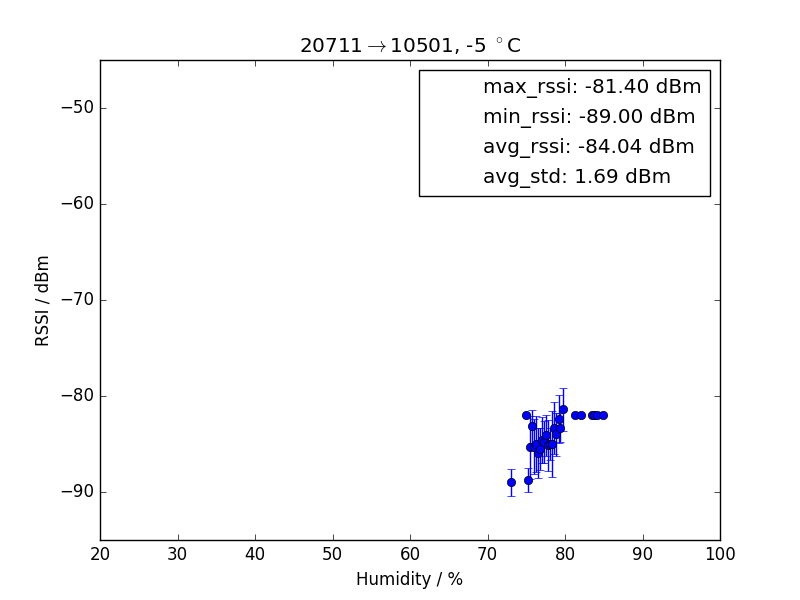 20711→10501, -5 °C
max_rssi: -81.40 dBm
min_rssi: -89.00 dBm
avg_rssi: -84.04 dBm
avg_std: 1.69 dBm
RSSI / dBm
−50
−60
−70
−80
−90
20 30 40 50 60 70 80 90 100
Humidity / %